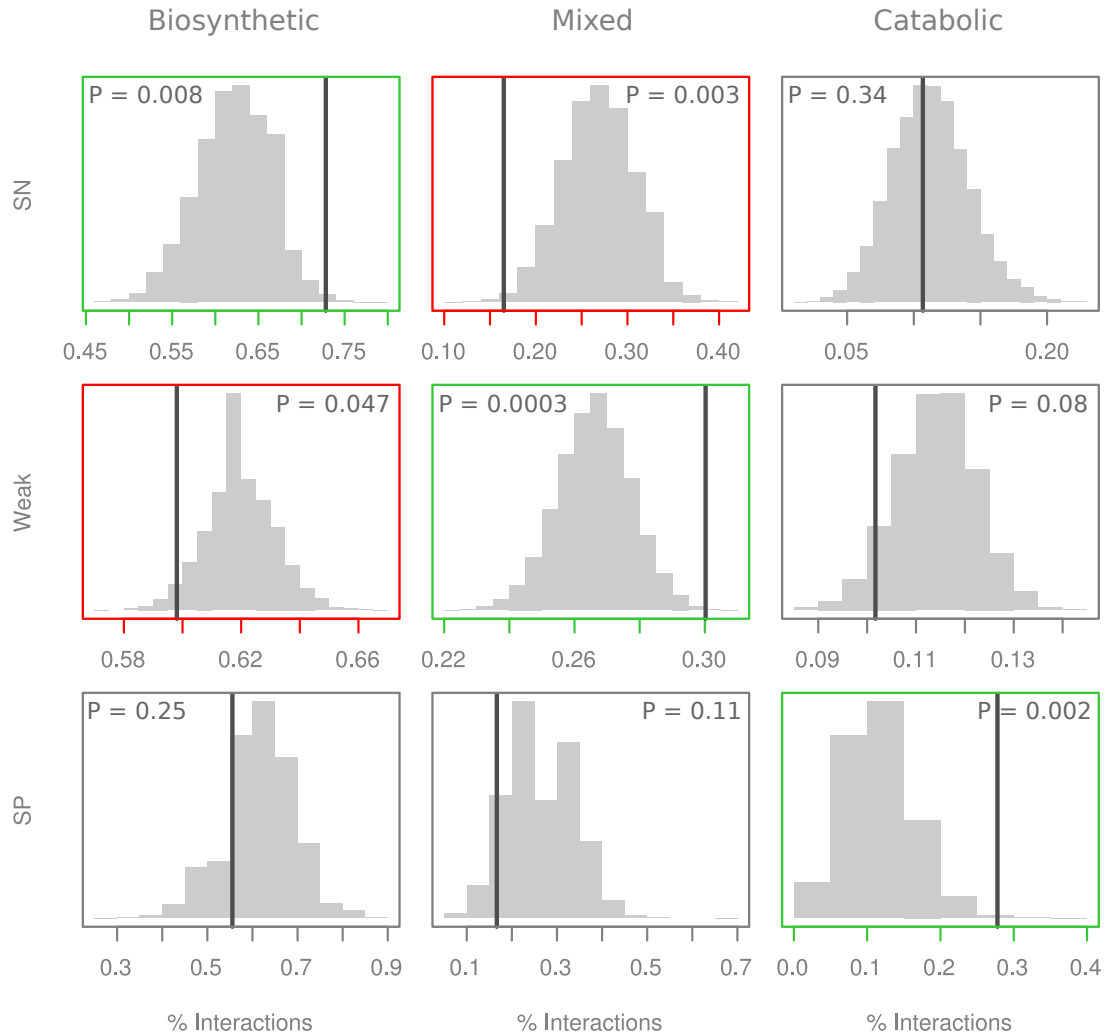 Biosynthetic Mixed Catabolic
SN
P = 0.008
P = 0.003
P = 0.34
0.45 0.55 0.65 0.75
0.10 0.20 0.30 0.40
0.05 0.20
Weak
P = 0.047
P = 0.0003
P = 0.08
0.58 0.62 0.66
0.22 0.26 0.30
0.09 0.11 0.13
SP
P = 0.25
P = 0.11
P = 0.002
0.3 0.5 0.7 0.9
0.1 0.3 0.5 0.7
0.0 0.1 0.2 0.3 0.4
% Interactions % Interactions % Interactions